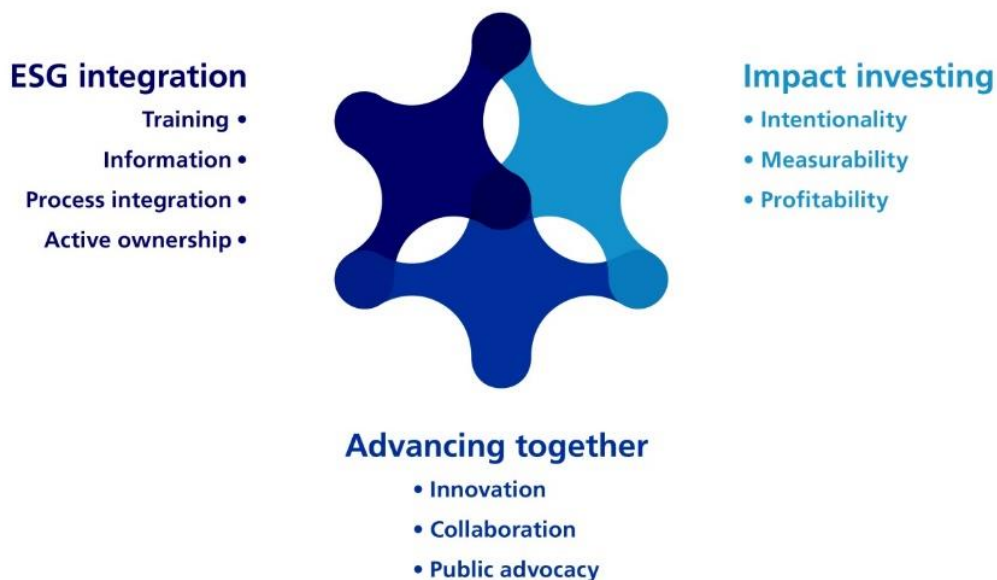 ESG integration
Training •
Information •
Process integration •
Active ownership •
Impact investing
• Intentionality
• Measurability
• Profitability
Advancing together
• Innovation
• Collaboration
• Public advocacy